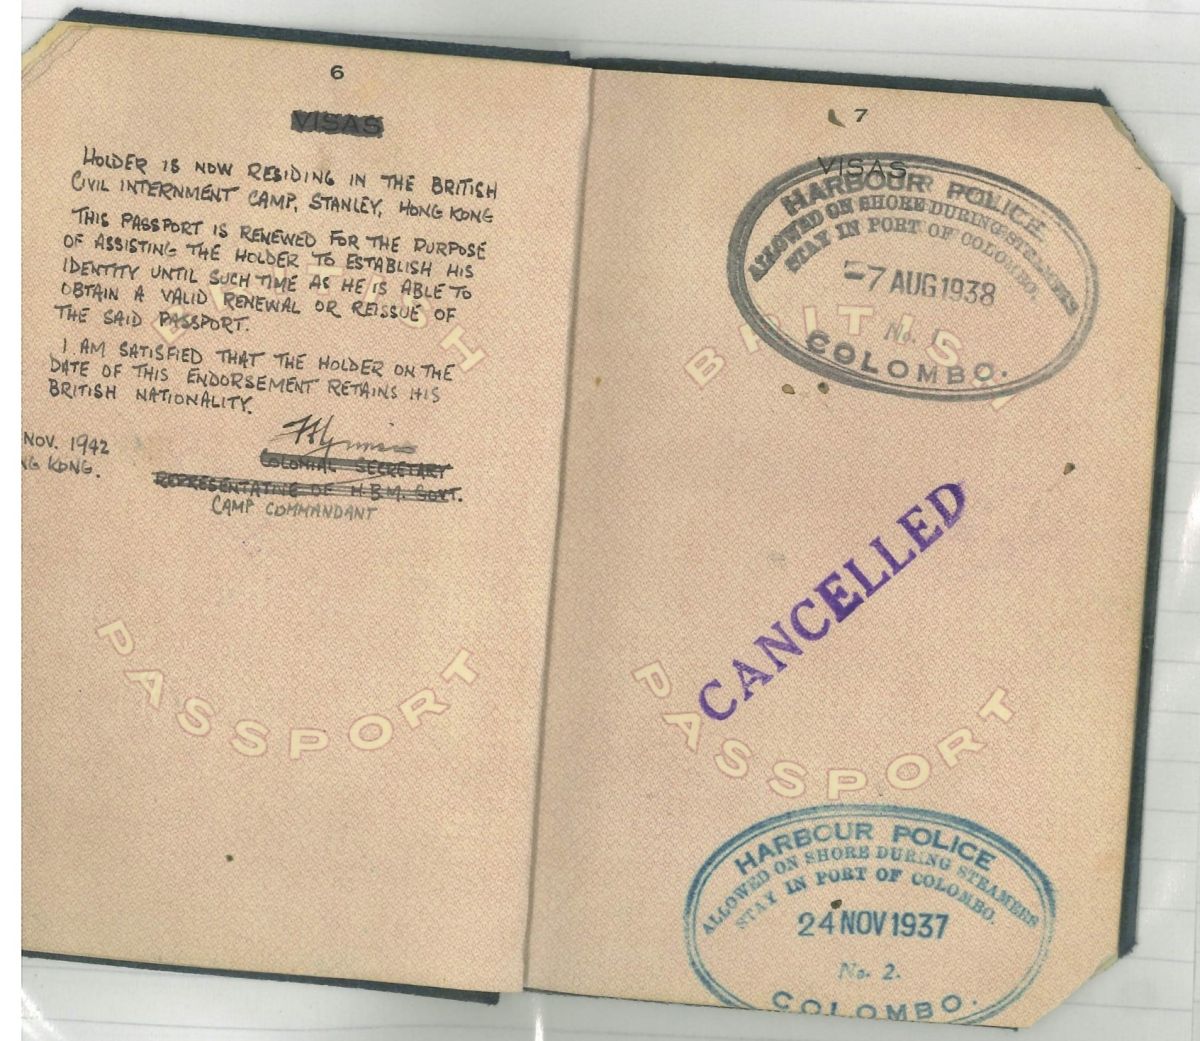 6
VISAS
HOLDER IS NOW RESIDING IN THE BRITISH
CIVIL INTERNMENT CAMP, STANLEY, HONG KONG
THIS PASSPORT IS RENEWED FOR THE PURPOSE
OF ASSISTING THE HOLDER TO ESTABLISH HIS
IDENTITY UNTIL SUCH TIME AS HE IS ABLE TO
OBTAIN A VALID RENEWAL OR REISSUE OF
THE SAID PASSPORT.
I AM SATISFIED THAT THE HOLDER ON THE
DATE OF THIS ENDORSEMENT RETAINS HIS
BRITISH NATIONALITY.
NOV. 1942
NG KONG.
COLONIAL SECRETARY
REPRESENTATIVE OF H.B.M. GOVT.
CAMP COMMANDANT
BRITISH
PASSPORT
7
VISAS
HARBOUR POLICE
ALLOWED ON SHORE DURING STEAMERS
STAY IN PORT OF COLOMBO.
-7 AUG 1938
No. 1
COLOMBO.
BRITISH
CANCELLED
PASSPORT
HARBOUR POLICE
ALLOWED ON SHORE DURING STEAMERS
STAY IN PORT OF COLOMBO.
24 NOV 1937
No. 2.
COLOMBO.